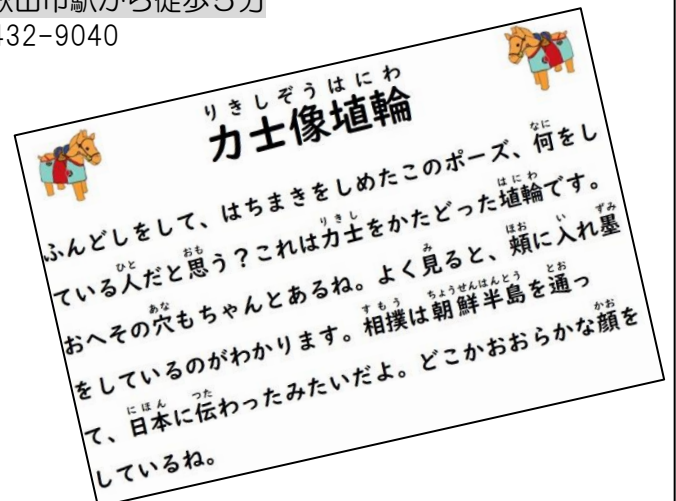 山市駅から徒歩5分
432-9040
りきしぞうはにわ
力士像埴輪
ふんどしをして、はちまきをしめたこのポーズ、何をし
ている人だと思う？これは力士をかたどった埴輪です。
おへその穴もちゃんとあるね。よく見ると、頬に入れ墨
をしているのがわかります。相撲は朝鮮半島を通っ
て、日本に伝わったみたいだよ。どこかおおらかな顔を
しているね。